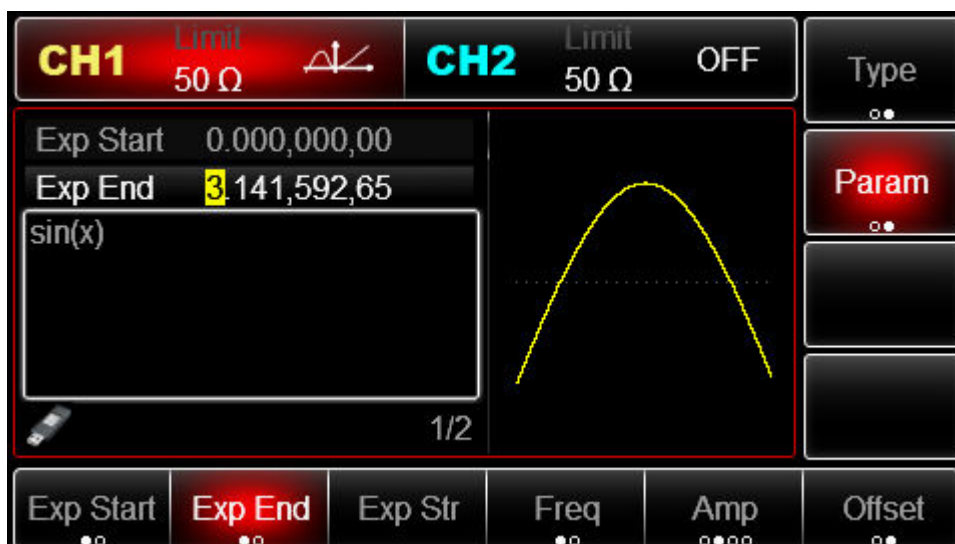 CH1 Limit 50 Ω
CH2 Limit 50 Ω OFF
Type
Exp Start 0.000,000,00
Exp End 3.141,592,65
Param
sin(x)
1/2
Exp Start Exp End Exp Str Freq Amp Offset